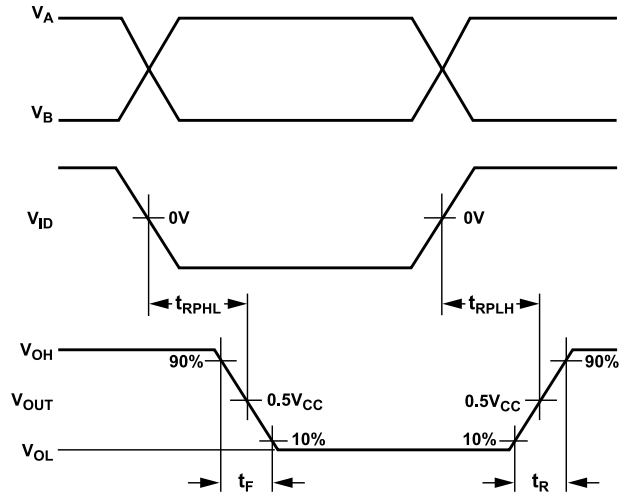 VA
VB
VID
0V
0V
tRPHL
tRPLH
VOH
90%
90%
VOUT
0.5VCC
0.5VCC
10%
10%
VOL
tF
tR